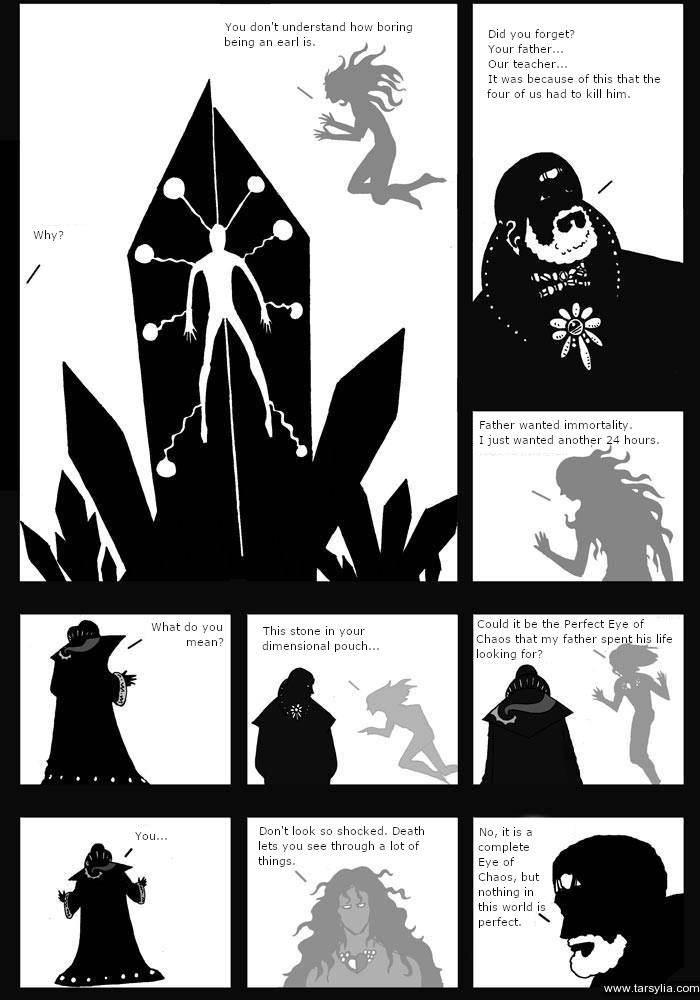 You don't understand how boring
being an earl is.
Why?
Did you forget?
Your father...
Our teacher...
It was because of this that the
four of us had to kill him.
Father wanted immortality.
I just wanted another 24 hours.
What do you
mean?
This stone in your
dimensional pouch...
Could it be the Perfect Eye of
Chaos that my father spent his life
looking for?
You...
Don't look so shocked. Death
lets you see through a lot of
things.
No, it is a
complete
Eye of
Chaos, but
nothing in
this world is
perfect.
www.tarsylia.com